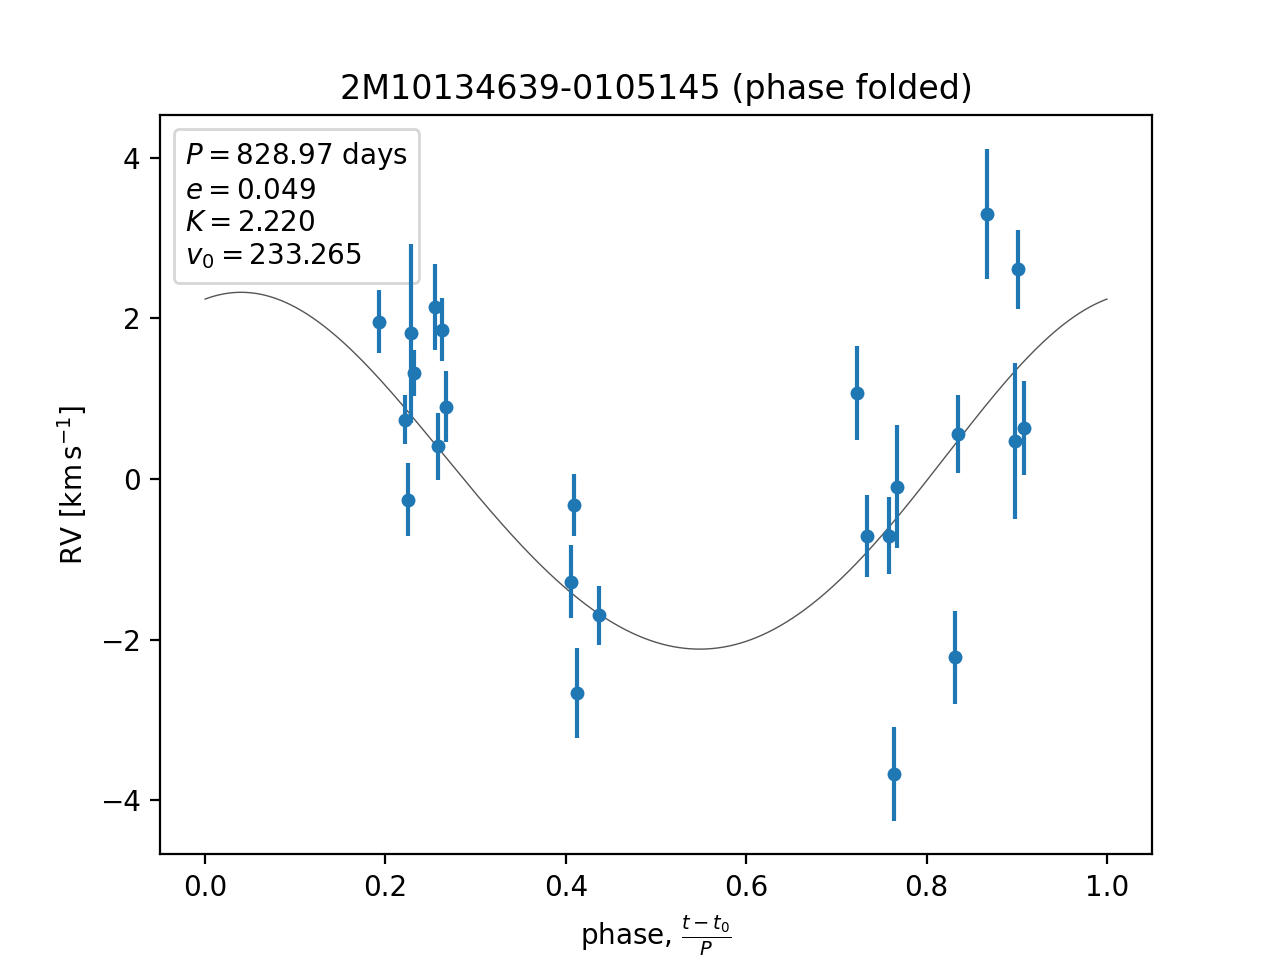 2M10134639-0105145 (phase folded)
P = 828.97 days
e = 0.049
K = 2.220
v₀ = 233.265
4
2
0
−2
−4
RV [km s⁻¹]
0.0 0.2 0.4 0.6 0.8 1.0
phase, (t − t₀)/P